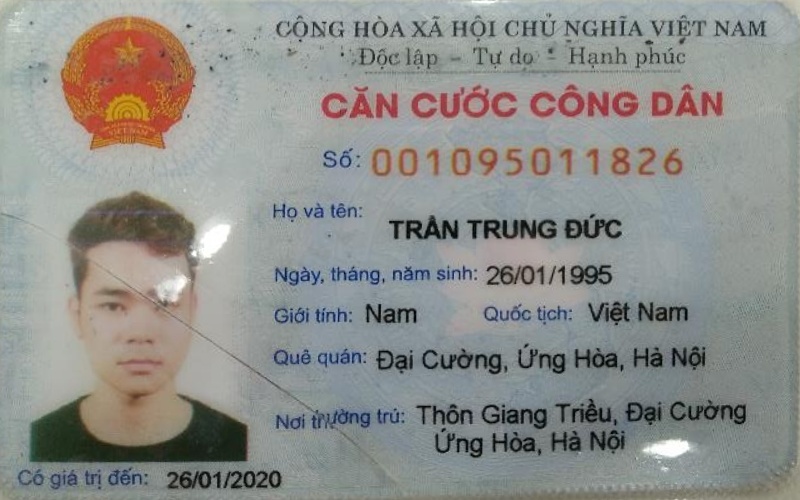 CỘNG HÒA XÃ HỘI CHỦ NGHĨA VIỆT NAM
Độc lập - Tự do - Hạnh phúc
CĂN CƯỚC CÔNG DÂN
Số: 001095011826
Họ và tên:
TRẦN TRUNG ĐỨC
Ngày, tháng, năm sinh: 26/01/1995
Giới tính: Nam Quốc tịch: Việt Nam
Quê quán: Đại Cường, Ứng Hòa, Hà Nội
Nơi thường trú: Thôn Giang Triều, Đại Cường
Ứng Hòa, Hà Nội
Có giá trị đến: 26/01/2020
VIỆT NAM